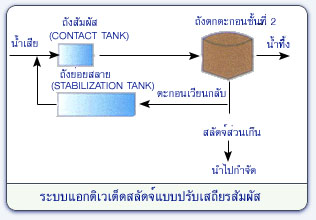 ถังสัมผัส
(CONTACT TANK)
ถังตกตะกอนชั้นที่ 2
น้ำเสีย
น้ำทิ้ง
ถังย่อยสลาย
(STABILIZATION TANK)
ตะกอนเวียนกลับ
สลัดจ์ส่วนเกิน
นำไปกำจัด
ระบบแอกติเวเต็ดสลัดจ์แบบปรับเสถียรสัมผัส